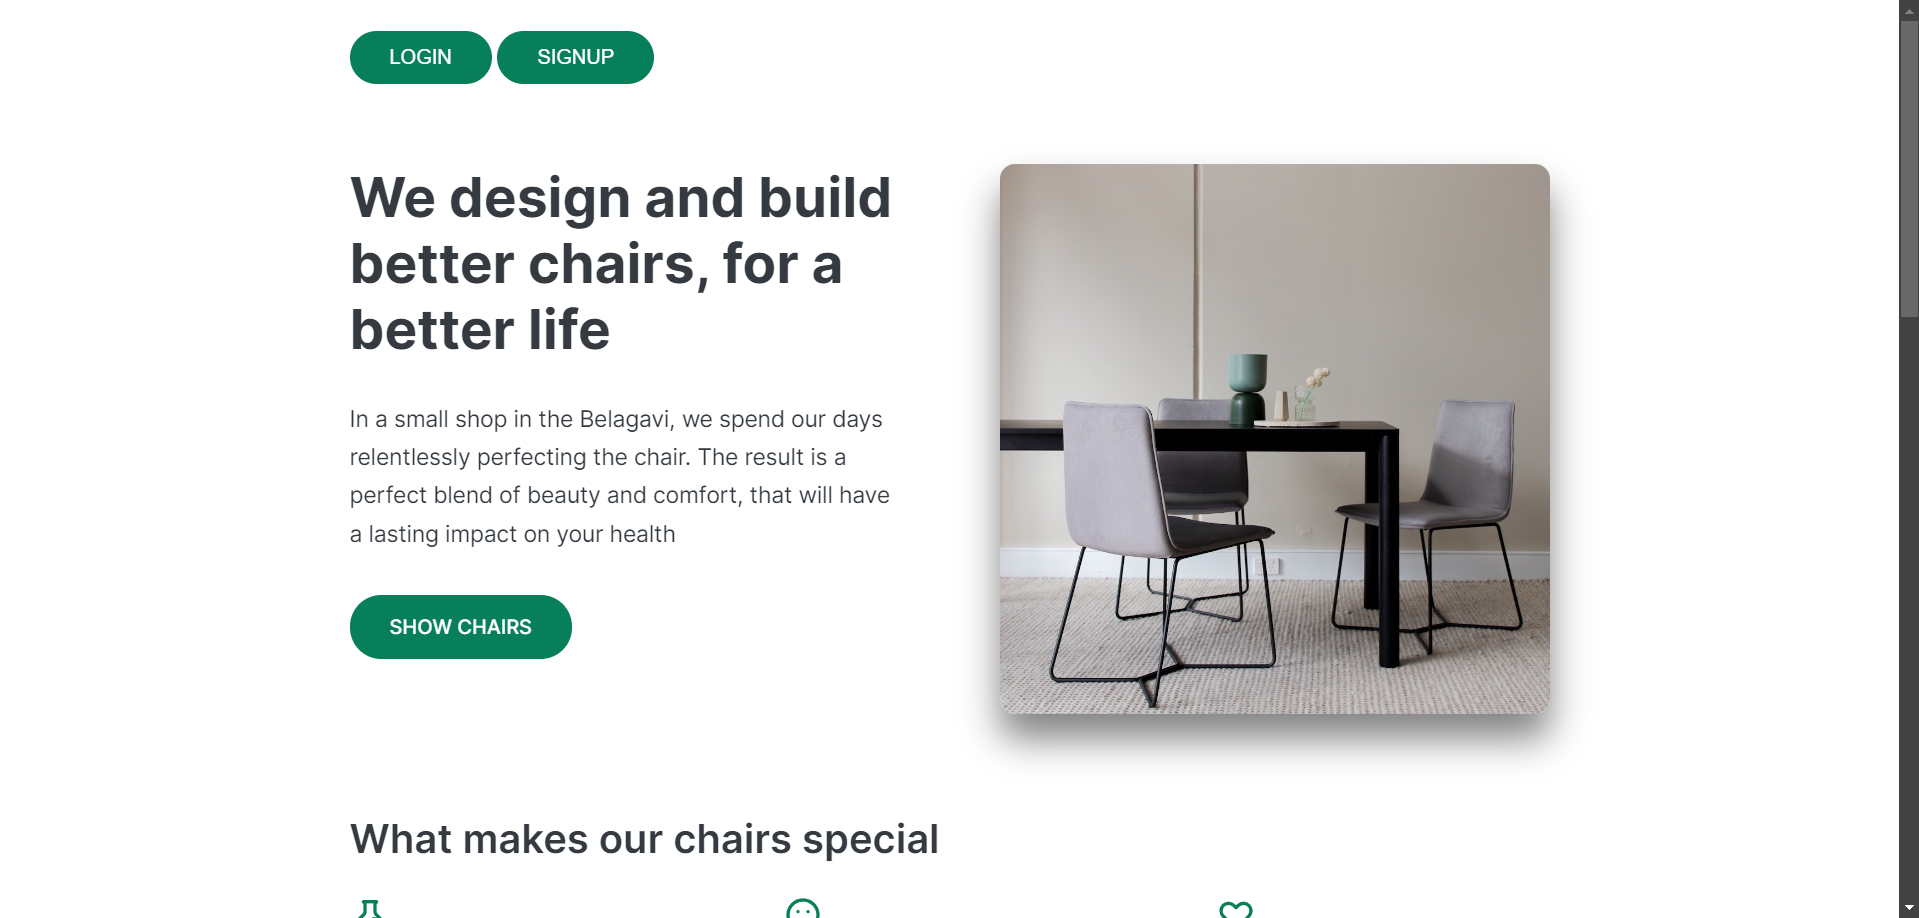 LOGIN SIGNUP
We design and build
better chairs, for a
better life
In a small shop in the Belagavi, we spend our days
relentlessly perfecting the chair. The result is a
perfect blend of beauty and comfort, that will have
a lasting impact on your health
SHOW CHAIRS
What makes our chairs special